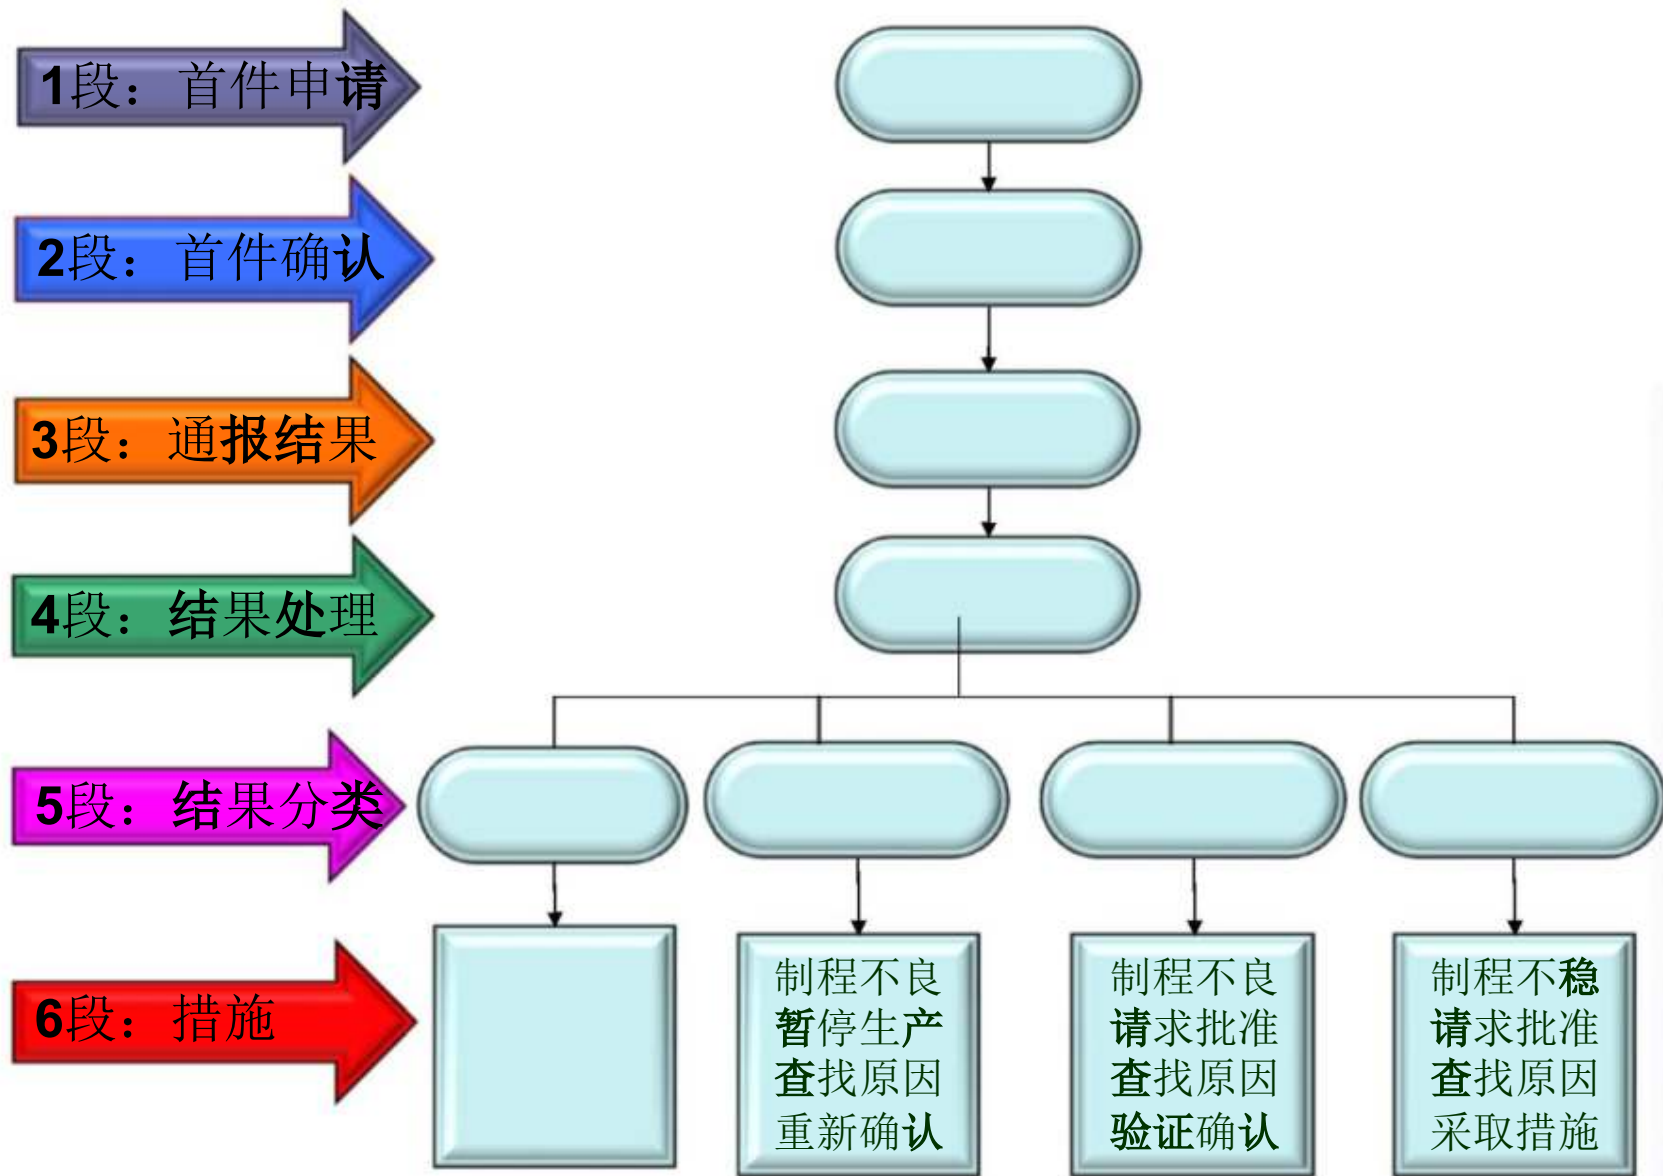 1段：首件申请
2段：首件确认
3段：通报结果
4段：结果处理
5段：结果分类
6段：措施
制程不良
暂停生产
查找原因
重新确认
制程不良
请求批准
查找原因
验证确认
制程不稳
请求批准
查找原因
采取措施